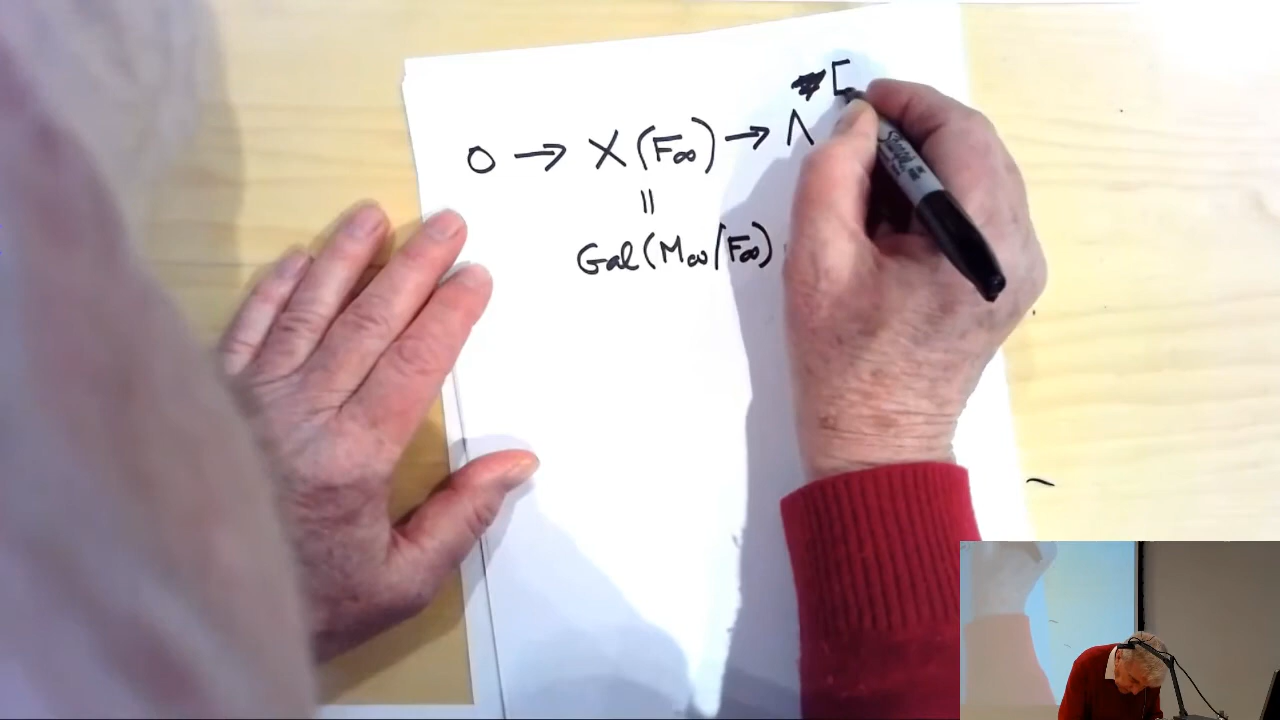 [
0 → X(F∞) → Λ
||
Gal(M∞/F∞)